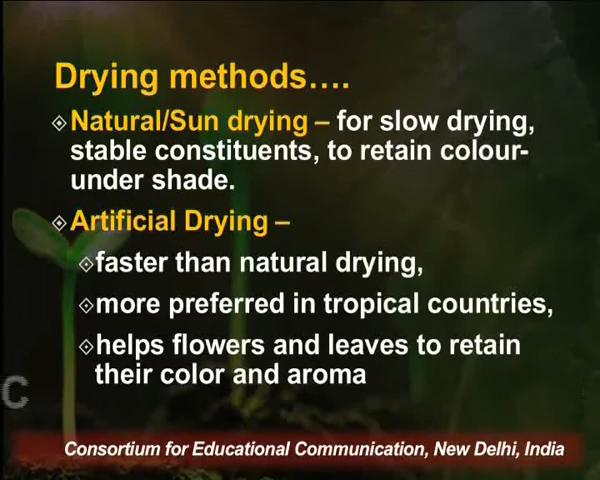 Drying methods....
Natural/Sun drying – for slow drying,
stable constituents, to retain colour-
under shade.
Artificial Drying –
faster than natural drying,
more preferred in tropical countries,
helps flowers and leaves to retain
their color and aroma
C
Consortium for Educational Communication, New Delhi, India